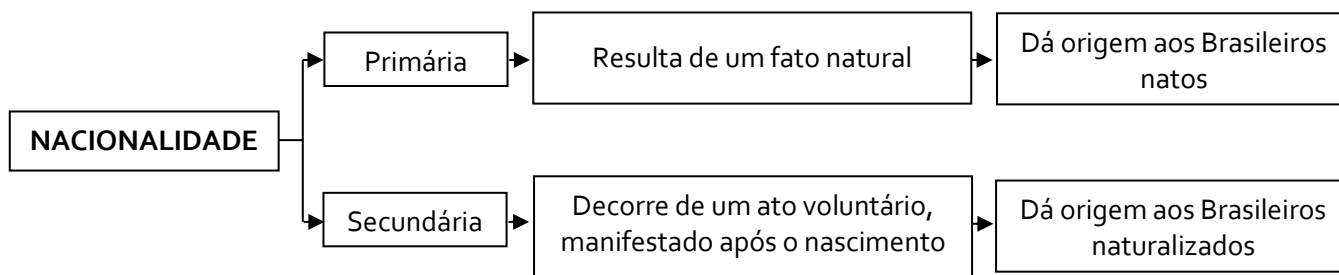 NACIONALIDADE
Primária
Resulta de um fato natural
Dá origem aos Brasileiros
natos
Secundária
Decorre de um ato voluntário,
manifestado após o nascimento
Dá origem aos Brasileiros
naturalizados